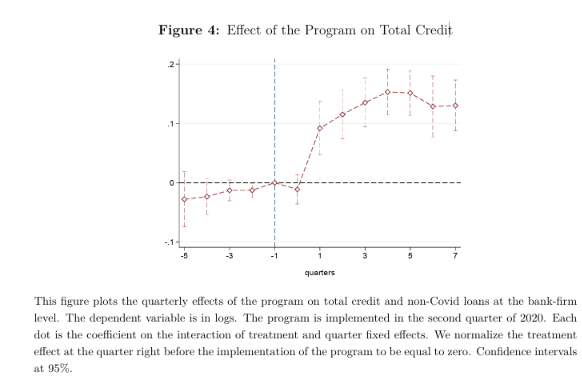 Figure 4: Effect of the Program on Total Credit
.2
.1
0
-.1
-5 -3 -1 1 3 5 7
quarters
This figure plots the quarterly effects of the program on total credit and non-Covid loans at the bank-firm
level. The dependent variable is in logs. The program is implemented in the second quarter of 2020. Each
dot is the coefficient on the interaction of treatment and quarter fixed effects. We normalize the treatment
effect at the quarter right before the implementation of the program to be equal to zero. Confidence intervals
at 95%.